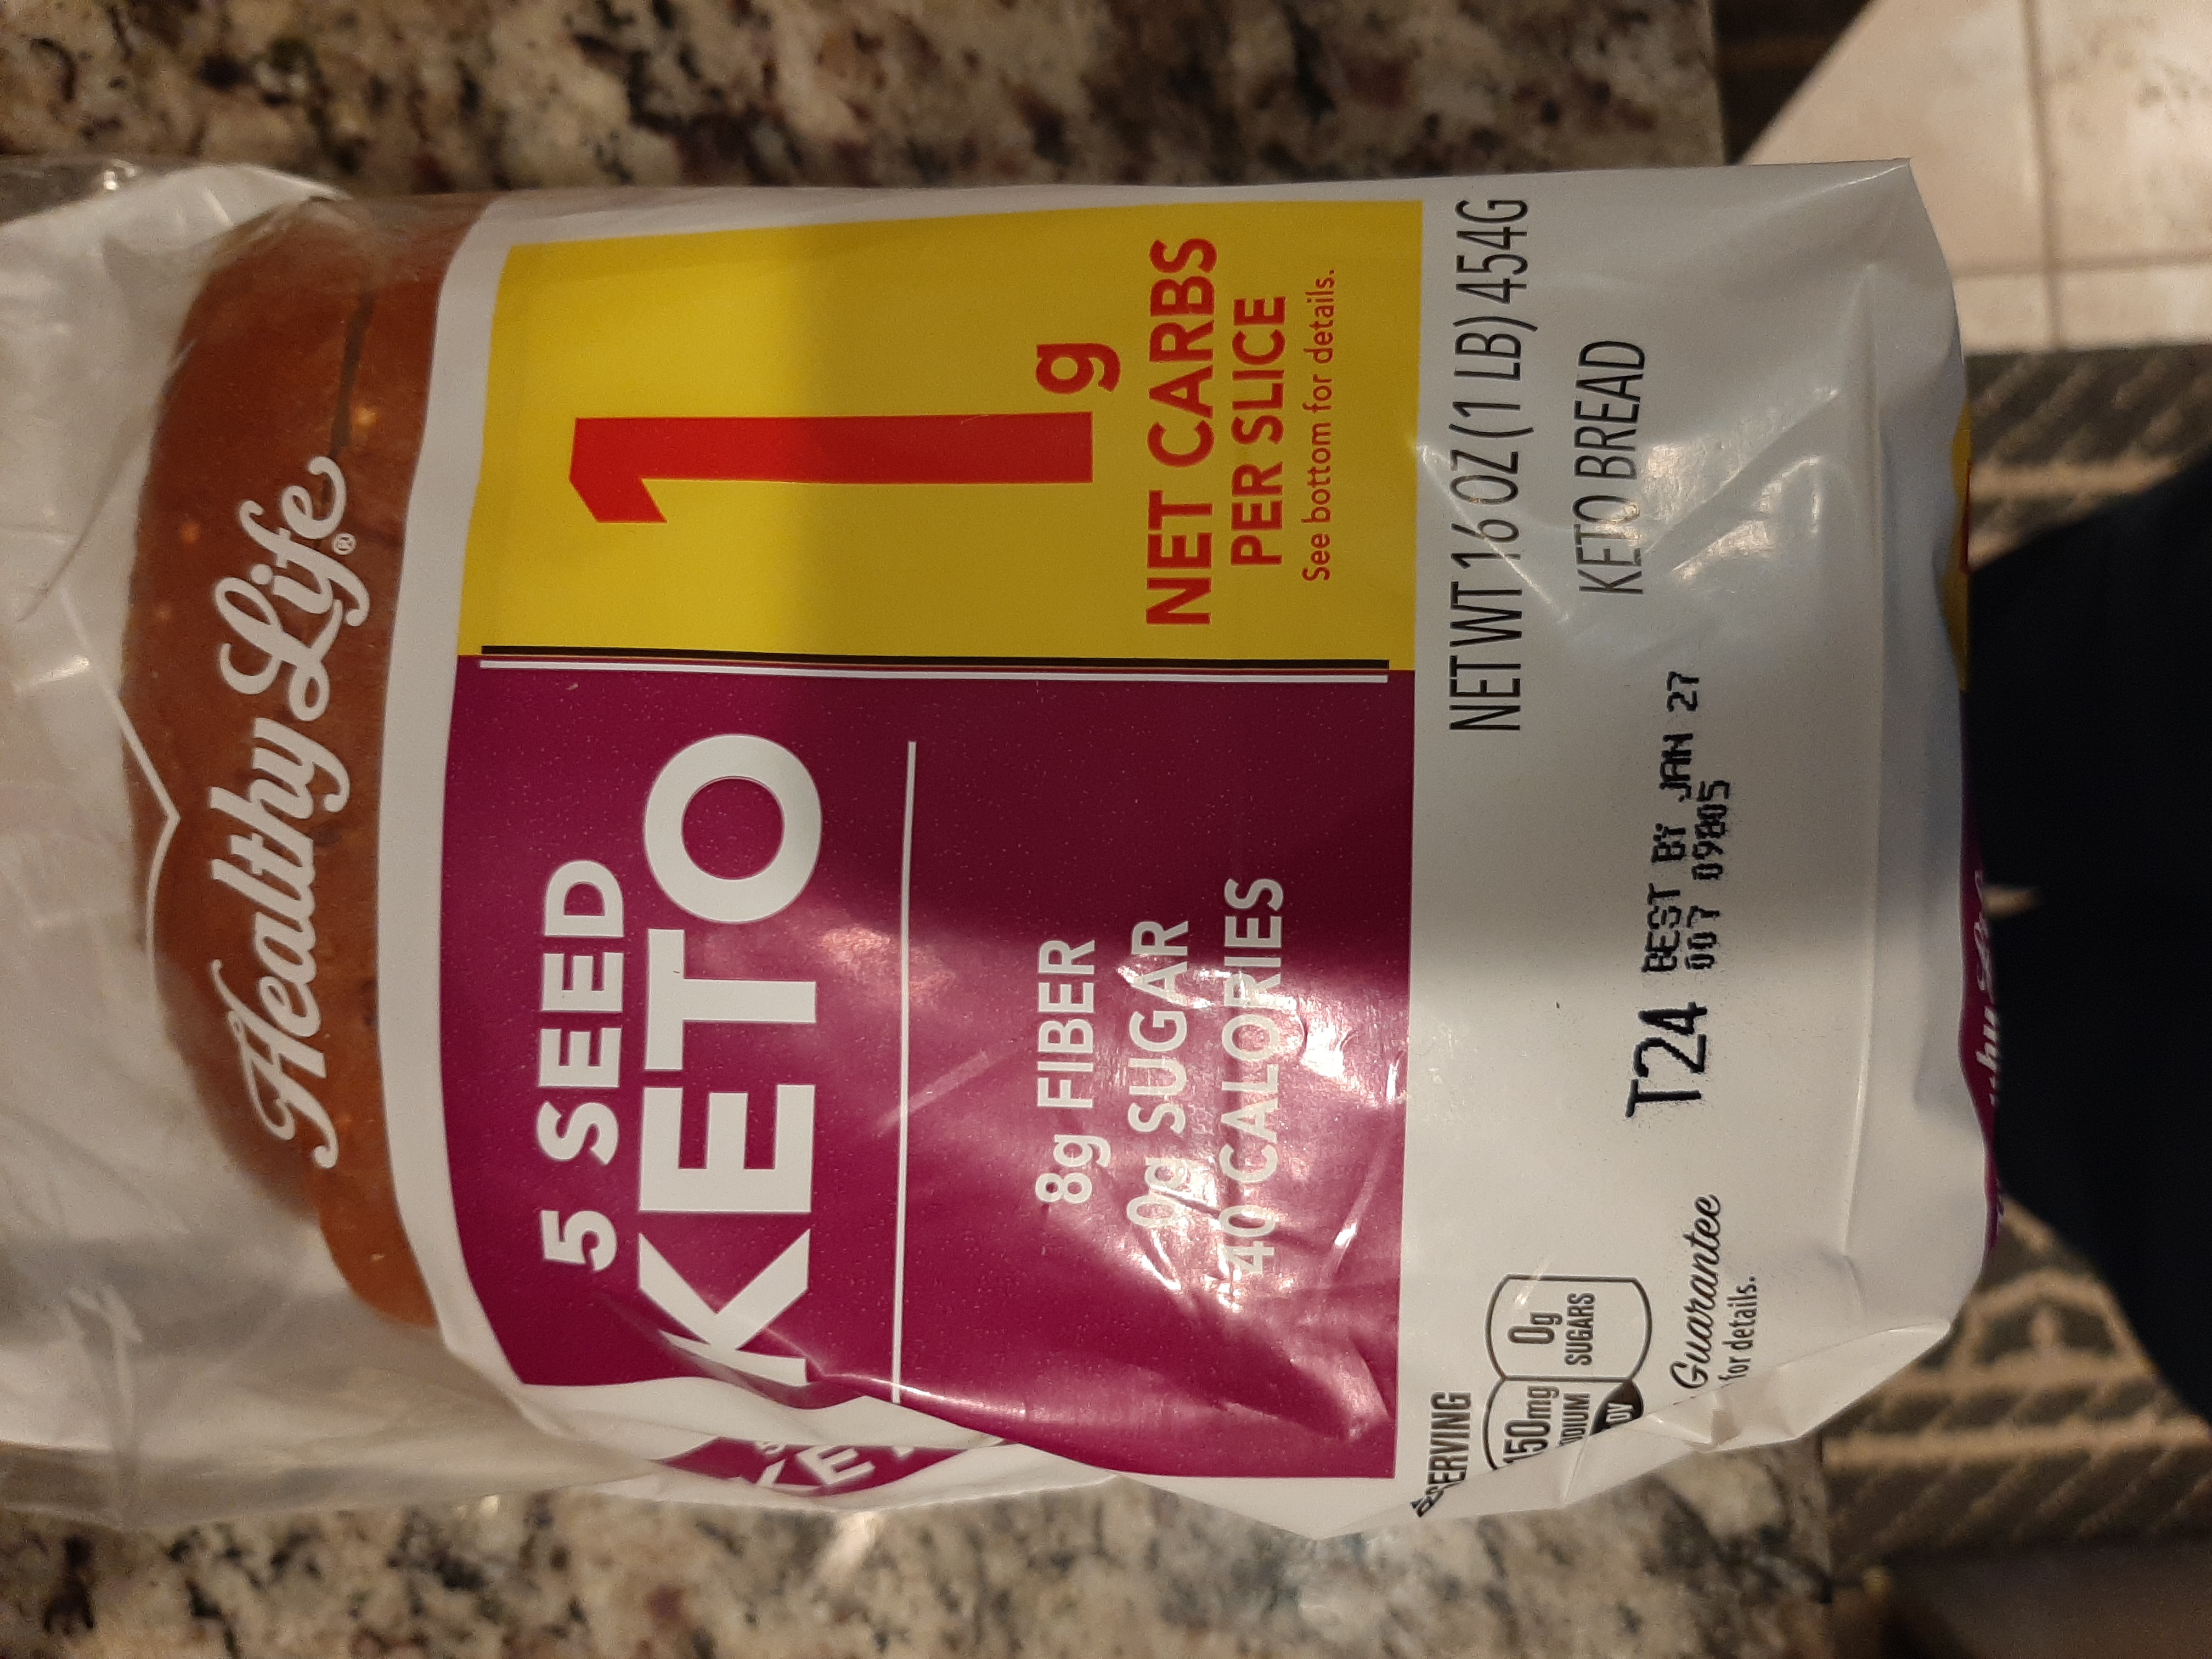 Healthy Life®
5 SEED
KETO
8g FIBER
0g SUGAR
40 CALORIES
1g
NET CARBS
PER SLICE
See bottom for details.
NET WT 16 OZ (1 LB) 454G
KETO BREAD
T24 BEST BY JAN 27
007 09805
SERVING
150mg
0g
SUGARS
Guarantee
for details.